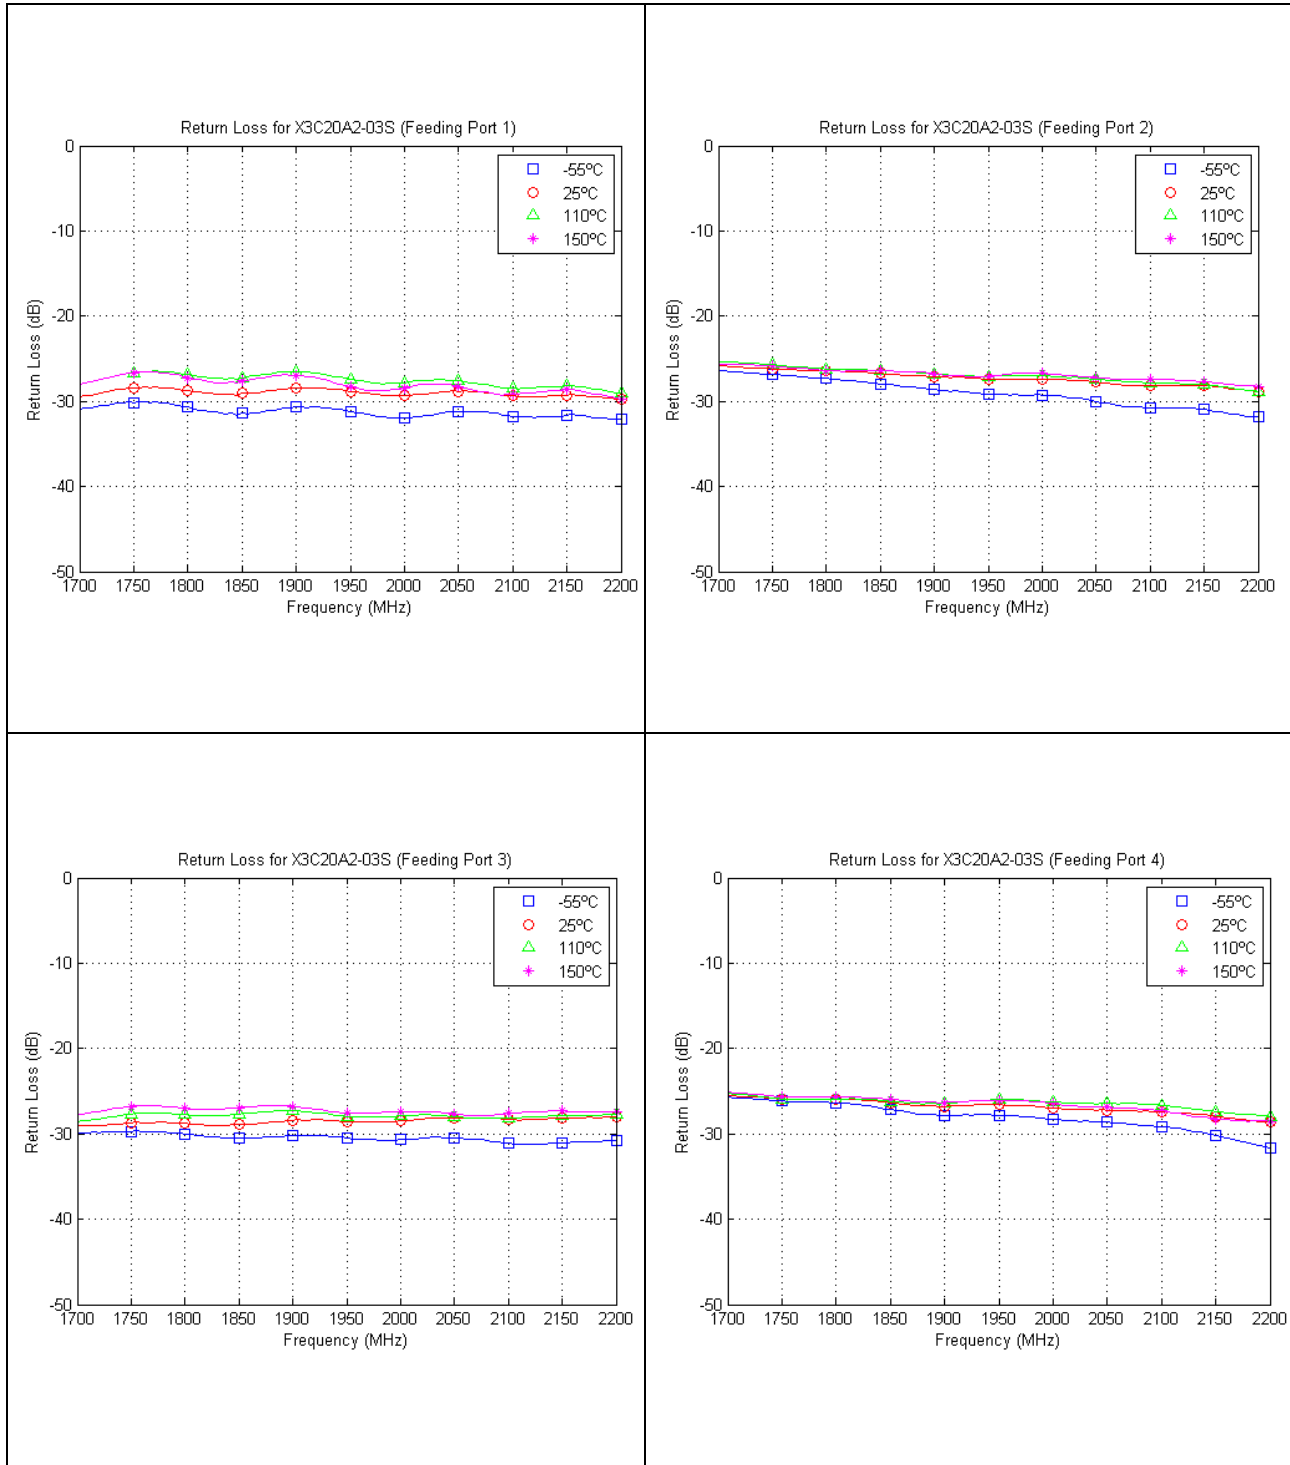 Return Loss for X3C20A2-03S (Feeding Port 1)
0
-10
-20
-30
-40
-50
Return Loss (dB)
-55ºC
25ºC
110ºC
150ºC
1700 1750 1800 1850 1900 1950 2000 2050 2100 2150 2200
Frequency (MHz)
Return Loss for X3C20A2-03S (Feeding Port 2)
0
-10
-20
-30
-40
-50
Return Loss (dB)
-55ºC
25ºC
110ºC
150ºC
1700 1750 1800 1850 1900 1950 2000 2050 2100 2150 2200
Frequency (MHz)
Return Loss for X3C20A2-03S (Feeding Port 3)
0
-10
-20
-30
-40
-50
Return Loss (dB)
-55ºC
25ºC
110ºC
150ºC
1700 1750 1800 1850 1900 1950 2000 2050 2100 2150 2200
Frequency (MHz)
Return Loss for X3C20A2-03S (Feeding Port 4)
0
-10
-20
-30
-40
-50
Return Loss (dB)
-55ºC
25ºC
110ºC
150ºC
1700 1750 1800 1850 1900 1950 2000 2050 2100 2150 2200
Frequency (MHz)